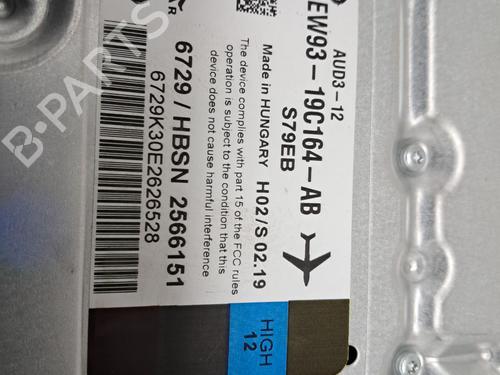 AUD3-12
EW93-19C164-AB
S79EB
Made in HUNGARY H02/S 02.19
The device complies with part 15 of the FCC rules
operation is subject to the condition that this
device does not cause harmful interference
6729/HBSN 2566151
6729K30E2626528
HIGH
12
B-PARTS